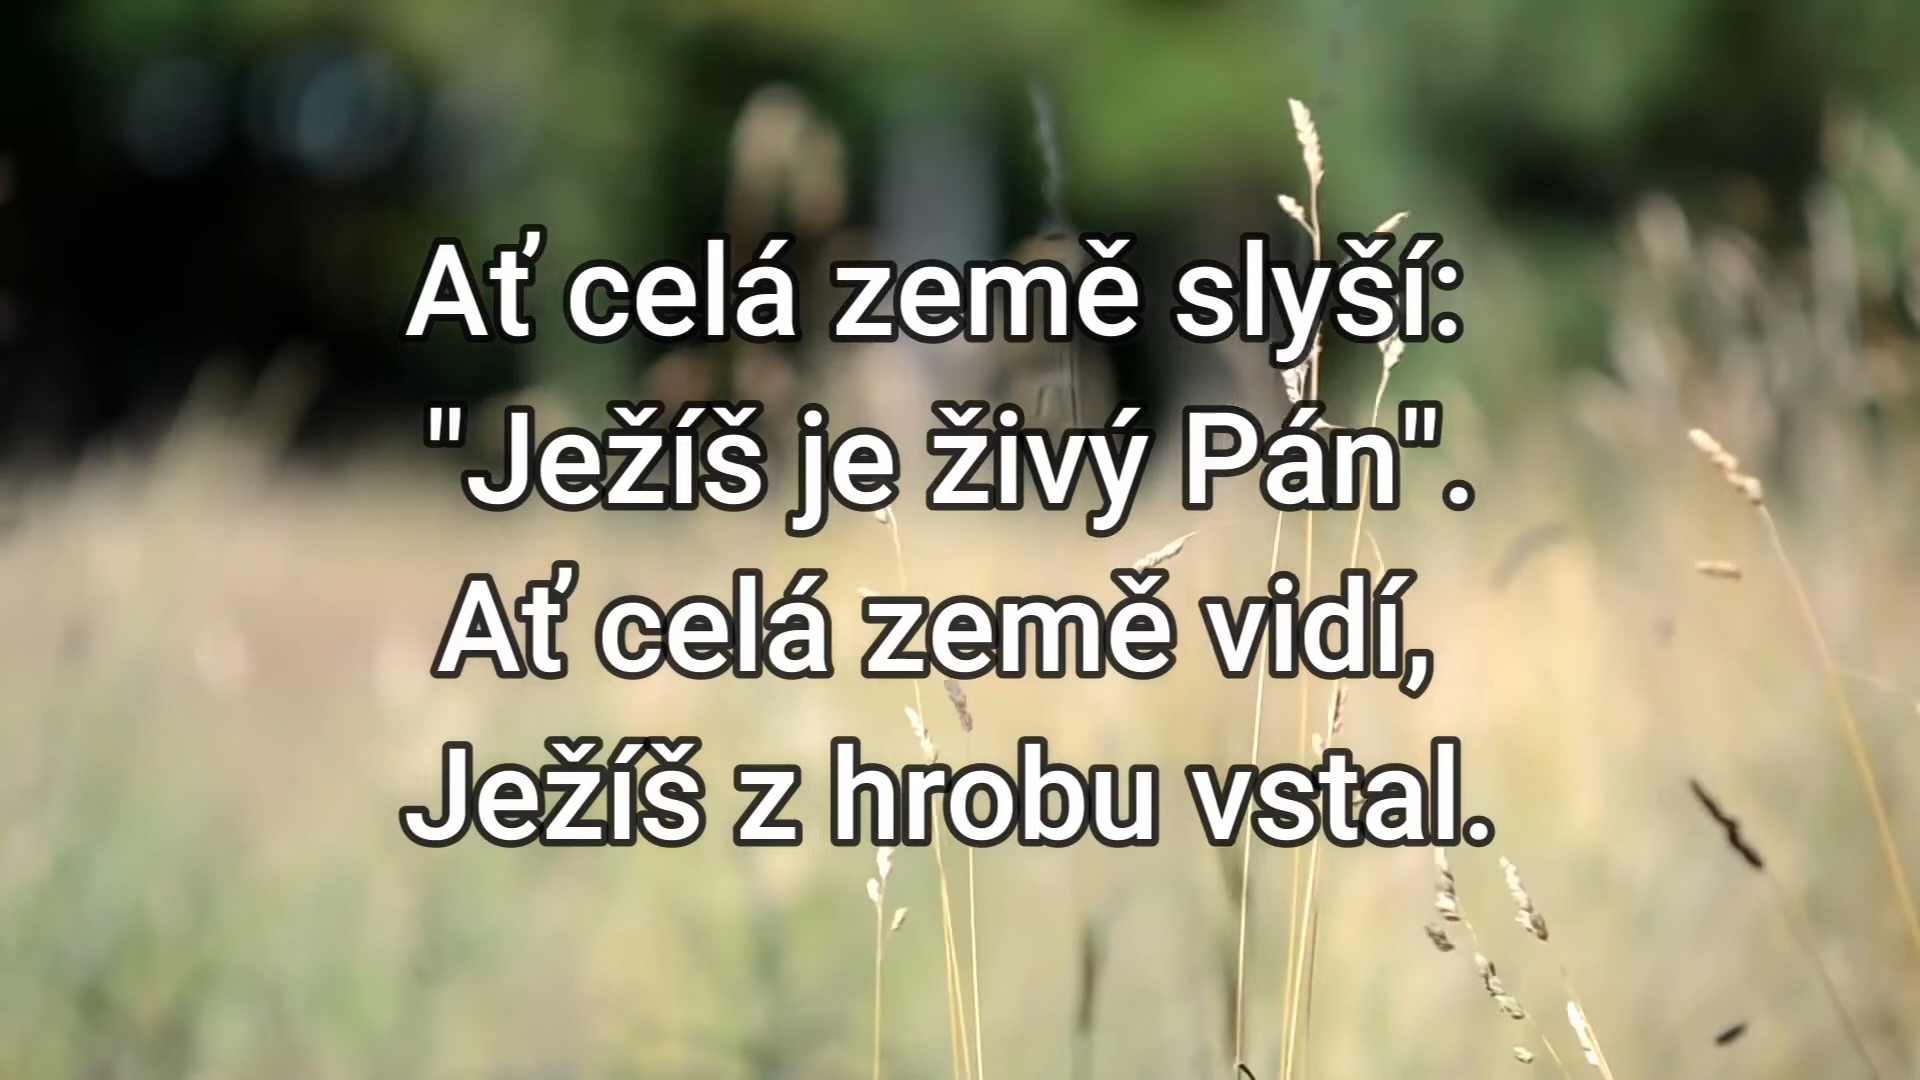 Ať celá země slyší:
"Ježíš je živý Pán".
Ať celá země vidí,
Ježíš z hrobu vstal.